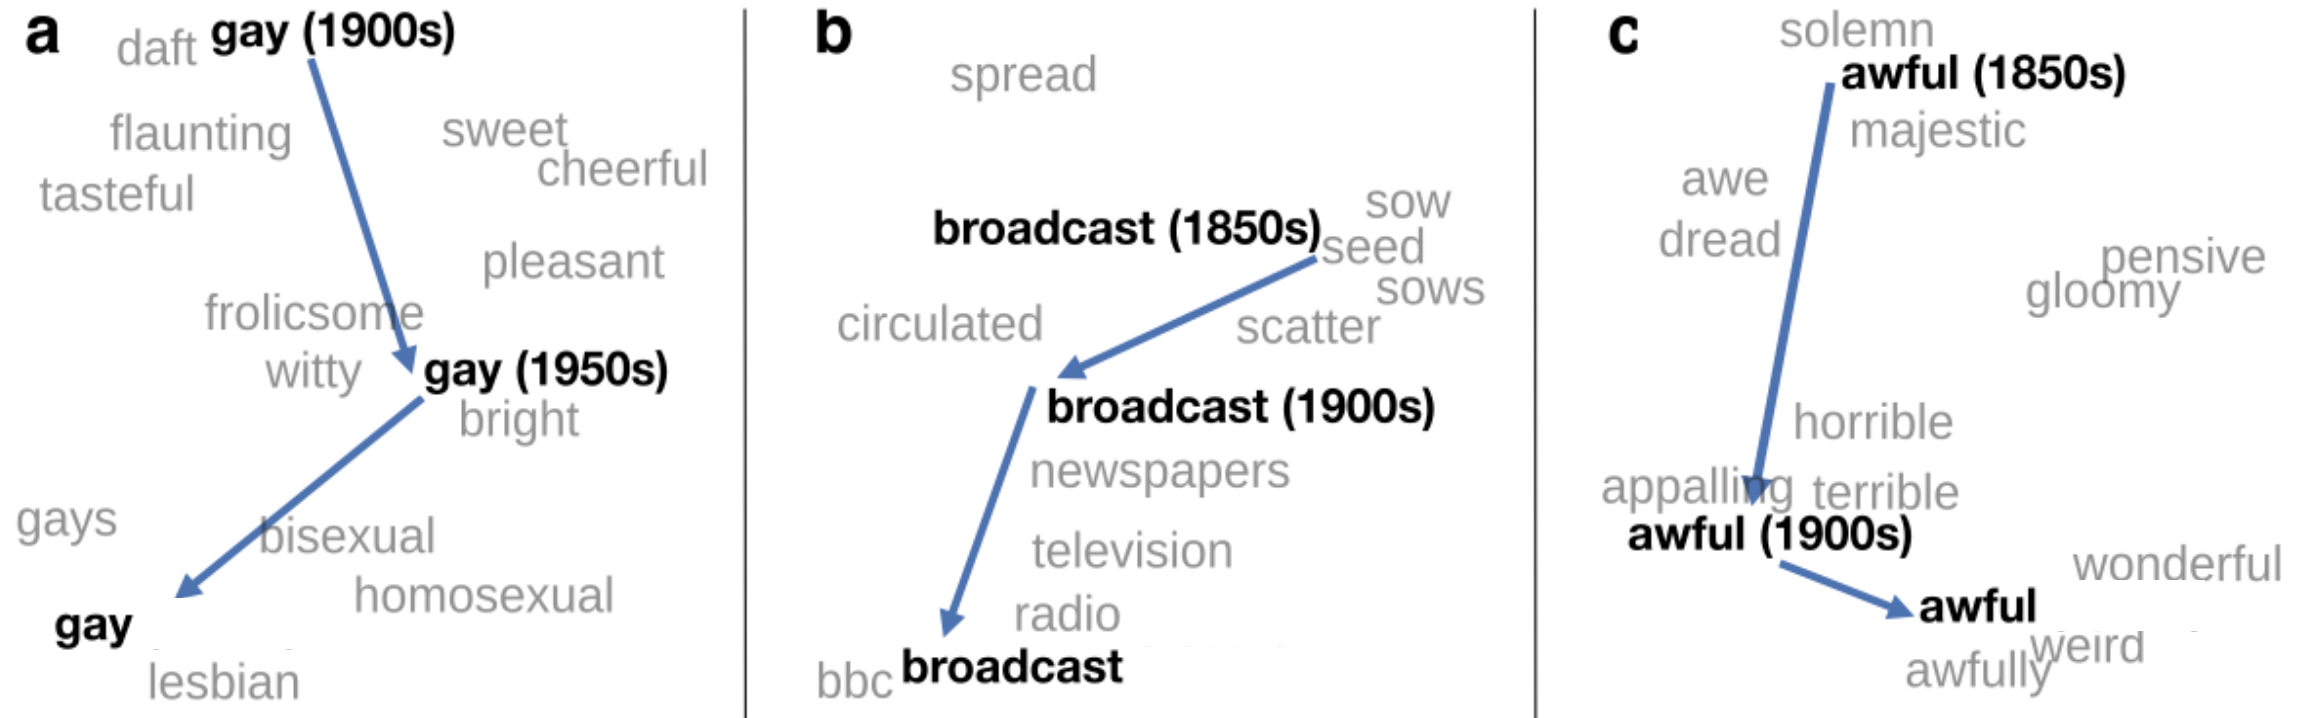 a
daft gay (1900s)
flaunting
sweet
cheerful
tasteful
pleasant
frolicsome
witty
gay (1950s)
bright
gays
bisexual
homosexual
gay
lesbian
b
spread
sow
broadcast (1850s)
seed
sows
circulated
scatter
broadcast (1900s)
newspapers
television
radio
bbc broadcast
c
solemn
awful (1850s)
majestic
awe
dread
pensive
gloomy
horrible
appalling terrible
awful (1900s)
wonderful
awful
weird
awfully